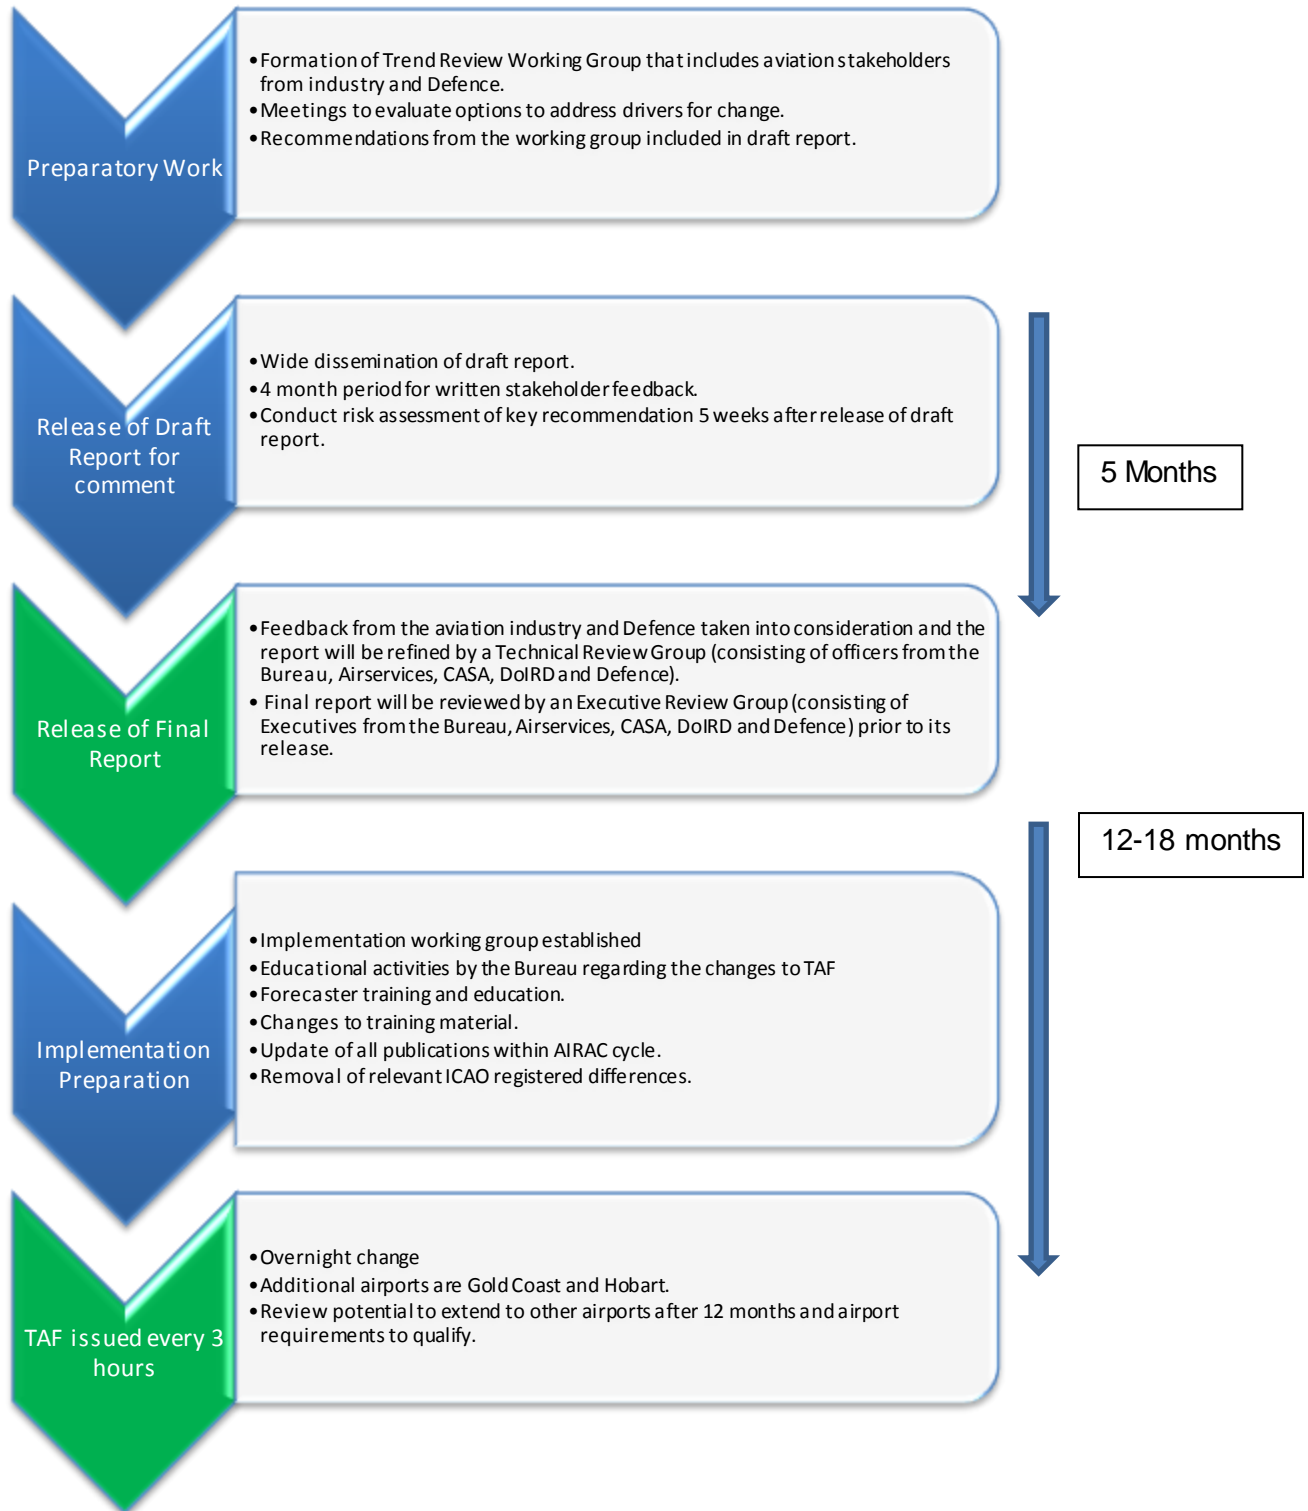 Preparatory Work
•Formation of Trend Review Working Group that includes aviation stakeholders
from industry and Defence.
•Meetings to evaluate options to address drivers for change.
•Recommendations from the working group included in draft report.
Release of Draft
Report for
comment
•Wide dissemination of draft report.
•4 month period for written stakeholder feedback.
•Conduct risk assessment of key recommendation 5 weeks after release of draft
report.
5 Months
Release of Final
Report
•Feedback from the aviation industry and Defence taken into consideration and the
report will be refined by a Technical Review Group (consisting of officers from the
Bureau, Airservices, CASA, DoIRD and Defence).
• Final report will be reviewed by an Executive Review Group (consisting of
Executives from the Bureau, Airservices, CASA, DoIRD and Defence) prior to its
release.
12-18 months
Implementation
Preparation
•Implementation working group established
•Educational activities by the Bureau regarding the changes to TAF
•Forecaster training and education.
•Changes to training material.
•Update of all publications within AIRAC cycle.
•Removal of relevant ICAO registered differences.
TAF issued every 3
hours
•Overnight change
•Additional airports are Gold Coast and Hobart.
•Review potential to extend to other airports after 12 months and airport
requirements to qualify.